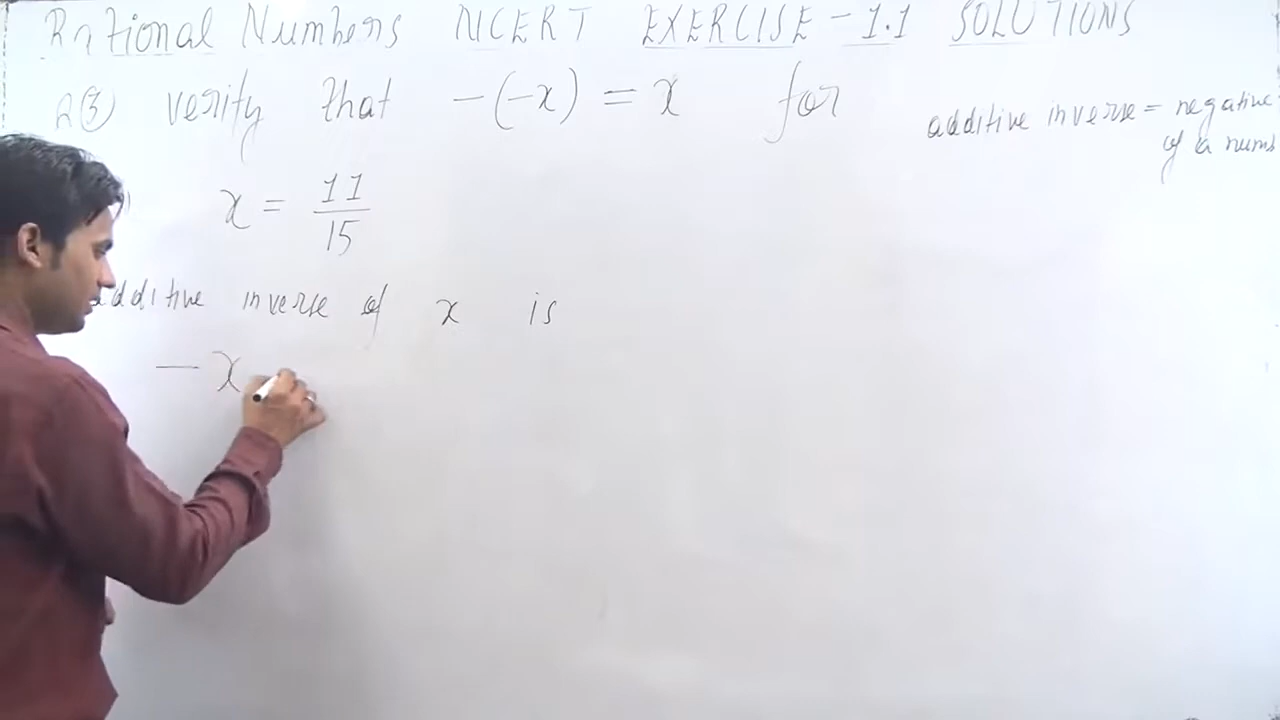 Rational Numbers NCERT EXERCISE - 1.1 SOLUTIONS
2(3) verify that -(-x) = x for
additive inverse = negative
of a numb
x = 11/15
additive inverse of x is
- x